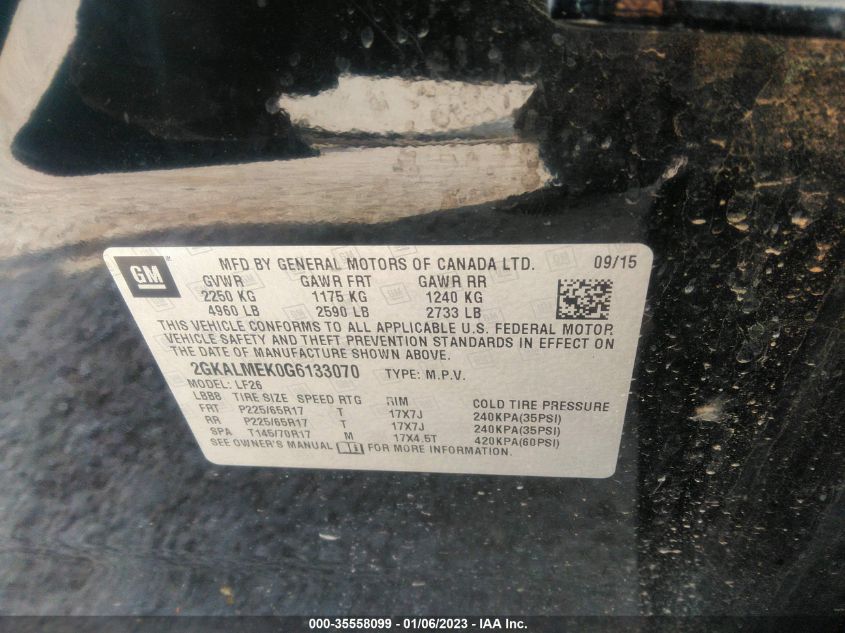 GM
MFD BY GENERAL MOTORS OF CANADA LTD. 09/15
GVWR GAWR FRT GAWR RR
2250 KG 1175 KG 1240 KG
4960 LB 2590 LB 2733 LB
THIS VEHICLE CONFORMS TO ALL APPLICABLE U.S. FEDERAL MOTOR
VEHICLE SAFETY AND THEFT PREVENTION STANDARDS IN EFFECT ON
THE DATE OF MANUFACTURE SHOWN ABOVE.
2GKALMEK0G6133070 TYPE: M.P.V.
MODEL: LF26
LBBB TIRE SIZE SPEED RTG RIM COLD TIRE PRESSURE
FRT P225/65R17 T 17X7J 240KPA(35PSI)
RR P225/65R17 T 17X7J 240KPA(35PSI)
SPA T145/70R17 M 17X4.5T 420KPA(60PSI)
SEE OWNER'S MANUAL FOR MORE INFORMATION.
000-35558099 — 01/06/2023 — IAA Inc.